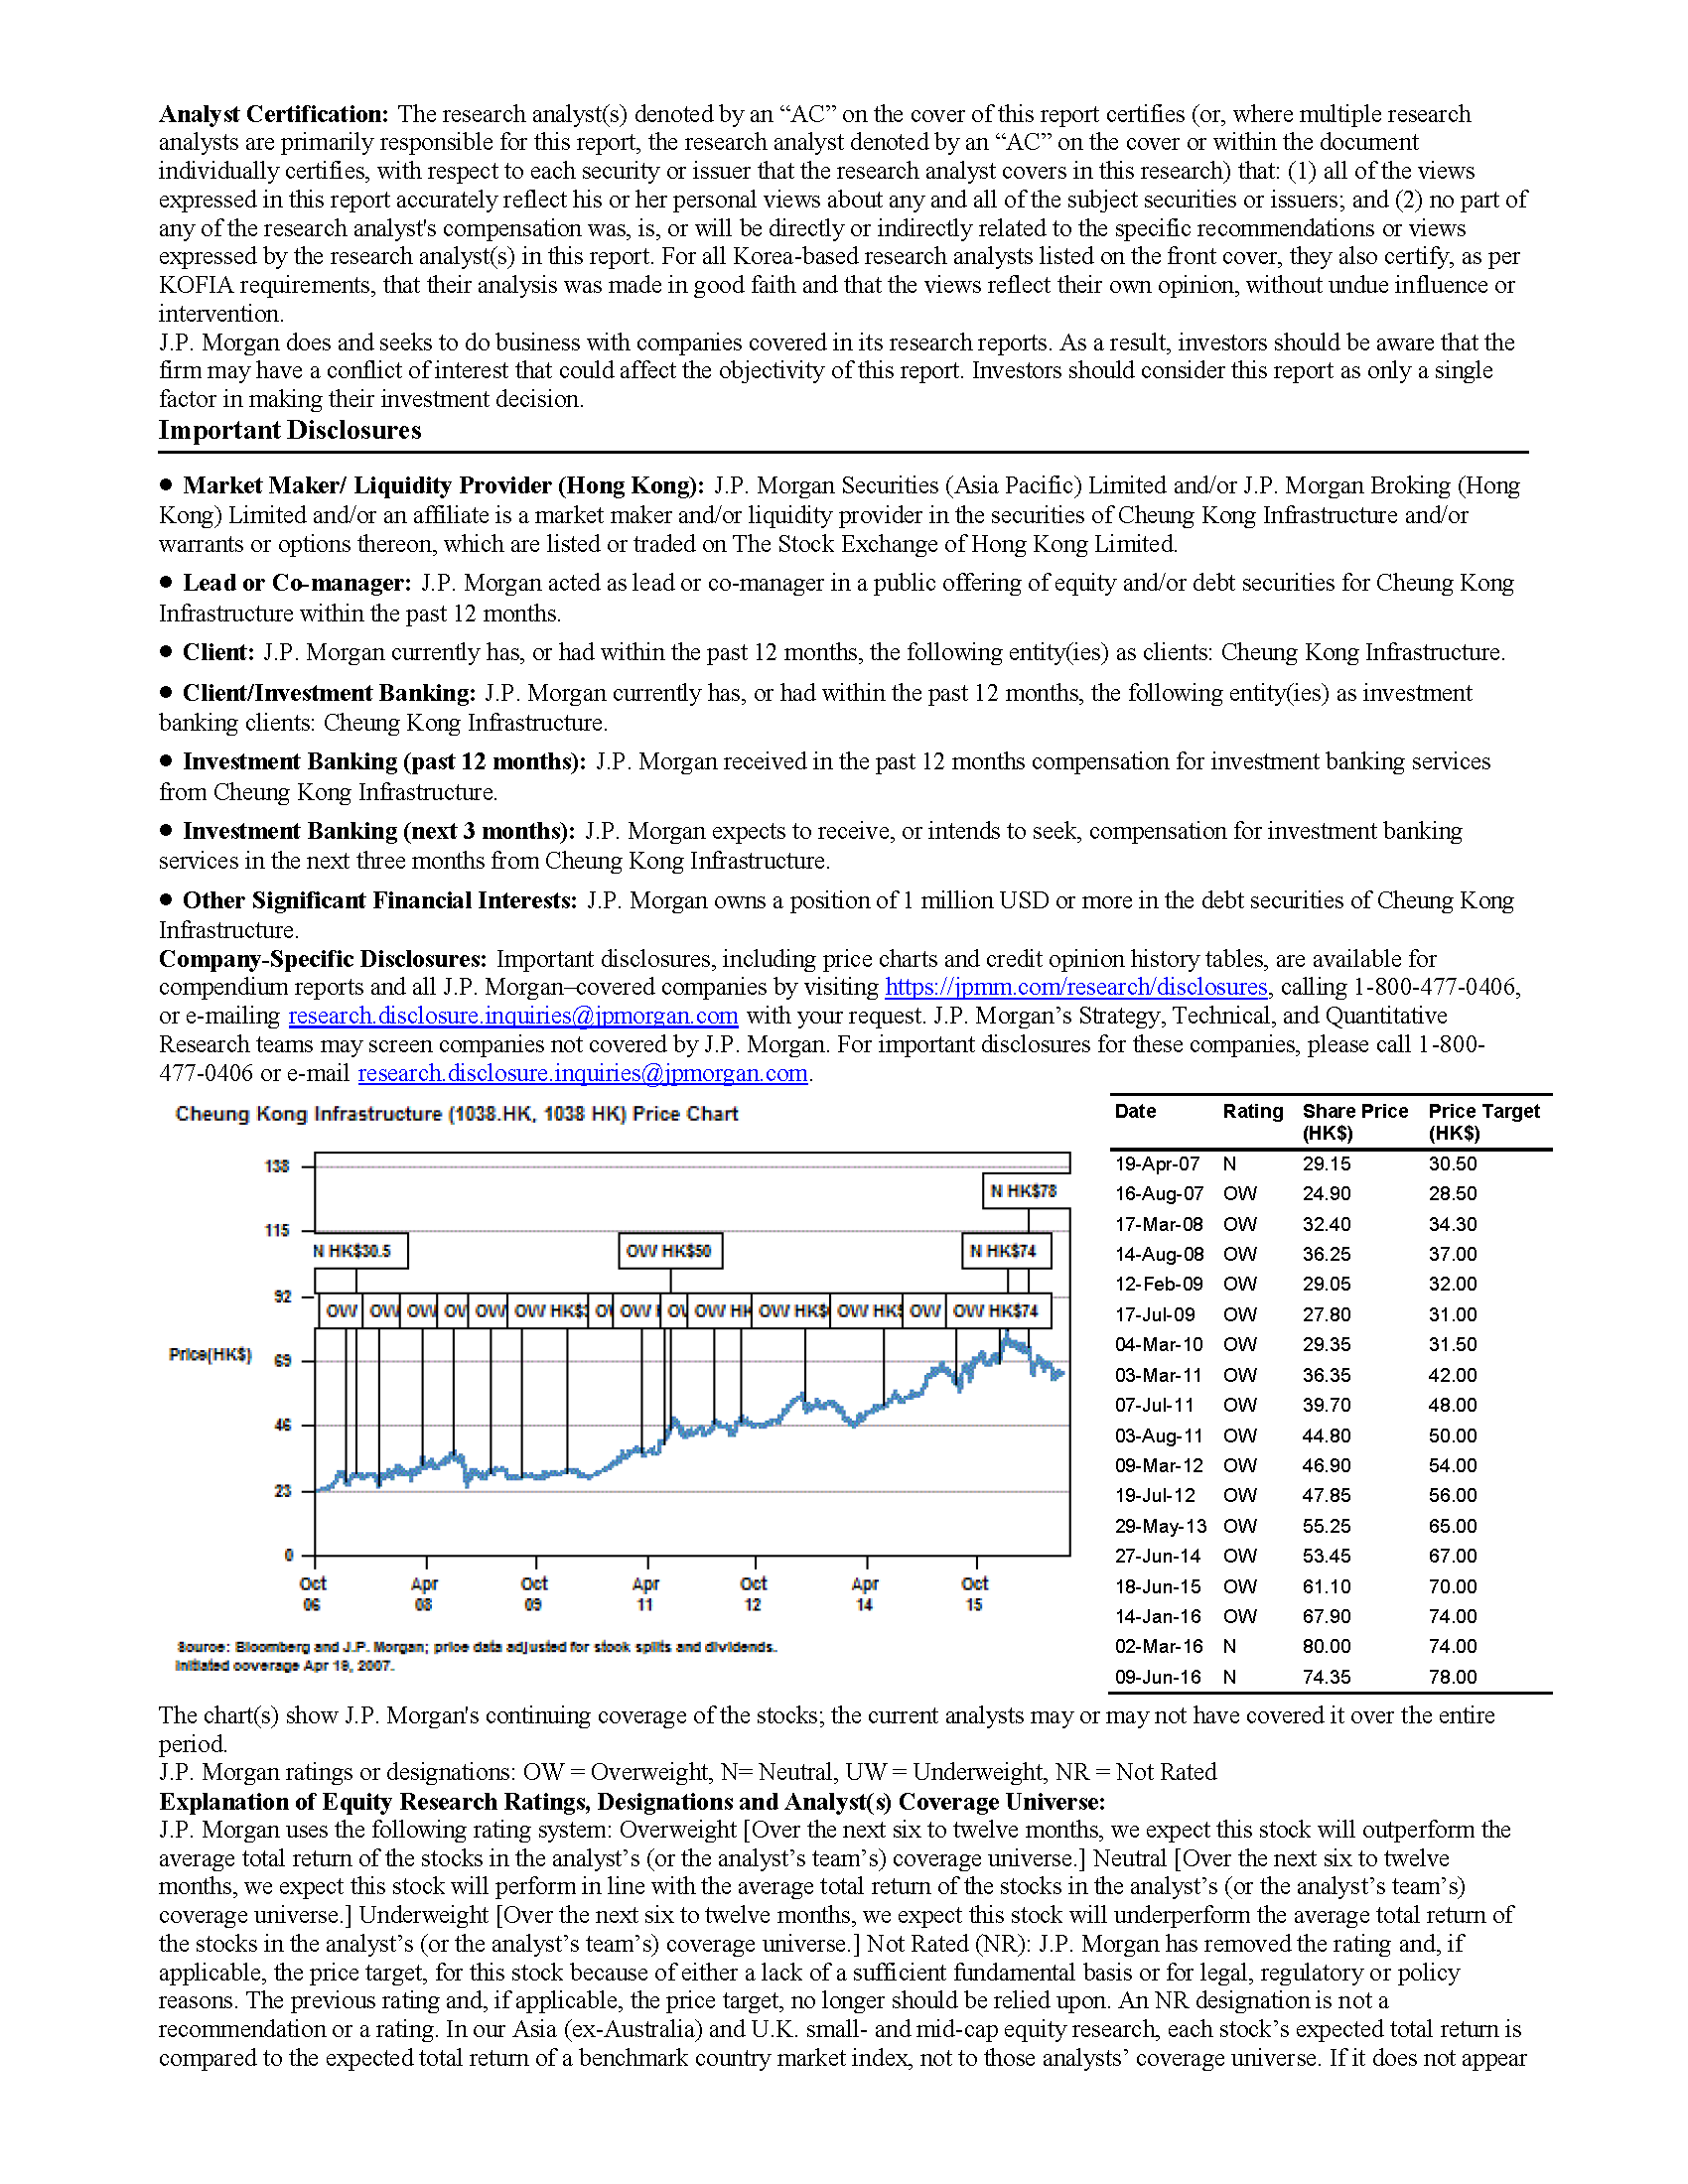 Analyst Certification: The research analyst(s) denoted by an “AC” on the cover of this report certifies (or, where multiple research
analysts are primarily responsible for this report, the research analyst denoted by an “AC” on the cover or within the document
individually certifies, with respect to each security or issuer that the research analyst covers in this research) that: (1) all of the views
expressed in this report accurately reflect his or her personal views about any and all of the subject securities or issuers; and (2) no part of
any of the research analyst's compensation was, is, or will be directly or indirectly related to the specific recommendations or views
expressed by the research analyst(s) in this report. For all Korea-based research analysts listed on the front cover, they also certify, as per
KOFIA requirements, that their analysis was made in good faith and that the views reflect their own opinion, without undue influence or
intervention.
J.P. Morgan does and seeks to do business with companies covered in its research reports. As a result, investors should be aware that the
firm may have a conflict of interest that could affect the objectivity of this report. Investors should consider this report as only a single
factor in making their investment decision.
Important Disclosures
• Market Maker/ Liquidity Provider (Hong Kong): J.P. Morgan Securities (Asia Pacific) Limited and/or J.P. Morgan Broking (Hong
Kong) Limited and/or an affiliate is a market maker and/or liquidity provider in the securities of Cheung Kong Infrastructure and/or
warrants or options thereon, which are listed or traded on The Stock Exchange of Hong Kong Limited.
• Lead or Co-manager: J.P. Morgan acted as lead or co-manager in a public offering of equity and/or debt securities for Cheung Kong
Infrastructure within the past 12 months.
• Client: J.P. Morgan currently has, or had within the past 12 months, the following entity(ies) as clients: Cheung Kong Infrastructure.
• Client/Investment Banking: J.P. Morgan currently has, or had within the past 12 months, the following entity(ies) as investment
banking clients: Cheung Kong Infrastructure.
• Investment Banking (past 12 months): J.P. Morgan received in the past 12 months compensation for investment banking services
from Cheung Kong Infrastructure.
• Investment Banking (next 3 months): J.P. Morgan expects to receive, or intends to seek, compensation for investment banking
services in the next three months from Cheung Kong Infrastructure.
• Other Significant Financial Interests: J.P. Morgan owns a position of 1 million USD or more in the debt securities of Cheung Kong
Infrastructure.
Company-Specific Disclosures: Important disclosures, including price charts and credit opinion history tables, are available for
compendium reports and all J.P. Morgan–covered companies by visiting https://jpmm.com/research/disclosures, calling 1-800-477-0406,
or e-mailing research.disclosure.inquiries@jpmorgan.com with your request. J.P. Morgan’s Strategy, Technical, and Quantitative
Research teams may screen companies not covered by J.P. Morgan. For important disclosures for these companies, please call 1-800-
477-0406 or e-mail research.disclosure.inquiries@jpmorgan.com.
Cheung Kong Infrastructure (1038.HK, 1038 HK) Price Chart
138
N HK$78
115
N HK$30.5 OW HK$50 N HK$74
92
OW OW OW OW OW OW HK$ OW OW OW HK OW HK$ OW HK$ OW OW HK$74
Price(HK$) 69
46
23
0
Oct Apr Oct Apr Oct Apr Oct
06 08 09 11 12 14 15
Source: Bloomberg and J.P. Morgan; price data adjusted for stock splits and dividends.
Initiated coverage Apr 19, 2007.
Date Rating Share Price Price Target
(HK$) (HK$)
19-Apr-07 N 29.15 30.50
16-Aug-07 OW 24.90 28.50
17-Mar-08 OW 32.40 34.30
14-Aug-08 OW 36.25 37.00
12-Feb-09 OW 29.05 32.00
17-Jul-09 OW 27.80 31.00
04-Mar-10 OW 29.35 31.50
03-Mar-11 OW 36.35 42.00
07-Jul-11 OW 39.70 48.00
03-Aug-11 OW 44.80 50.00
09-Mar-12 OW 46.90 54.00
19-Jul-12 OW 47.85 56.00
29-May-13 OW 55.25 65.00
27-Jun-14 OW 53.45 67.00
18-Jun-15 OW 61.10 70.00
14-Jan-16 OW 67.90 74.00
02-Mar-16 N 80.00 74.00
09-Jun-16 N 74.35 78.00
The chart(s) show J.P. Morgan's continuing coverage of the stocks; the current analysts may or may not have covered it over the entire
period.
J.P. Morgan ratings or designations: OW = Overweight, N= Neutral, UW = Underweight, NR = Not Rated
Explanation of Equity Research Ratings, Designations and Analyst(s) Coverage Universe:
J.P. Morgan uses the following rating system: Overweight [Over the next six to twelve months, we expect this stock will outperform the
average total return of the stocks in the analyst’s (or the analyst’s team’s) coverage universe.] Neutral [Over the next six to twelve
months, we expect this stock will perform in line with the average total return of the stocks in the analyst’s (or the analyst’s team’s)
coverage universe.] Underweight [Over the next six to twelve months, we expect this stock will underperform the average total return of
the stocks in the analyst’s (or the analyst’s team’s) coverage universe.] Not Rated (NR): J.P. Morgan has removed the rating and, if
applicable, the price target, for this stock because of either a lack of a sufficient fundamental basis or for legal, regulatory or policy
reasons. The previous rating and, if applicable, the price target, no longer should be relied upon. An NR designation is not a
recommendation or a rating. In our Asia (ex-Australia) and U.K. small- and mid-cap equity research, each stock’s expected total return is
compared to the expected total return of a benchmark country market index, not to those analysts’ coverage universe. If it does not appear